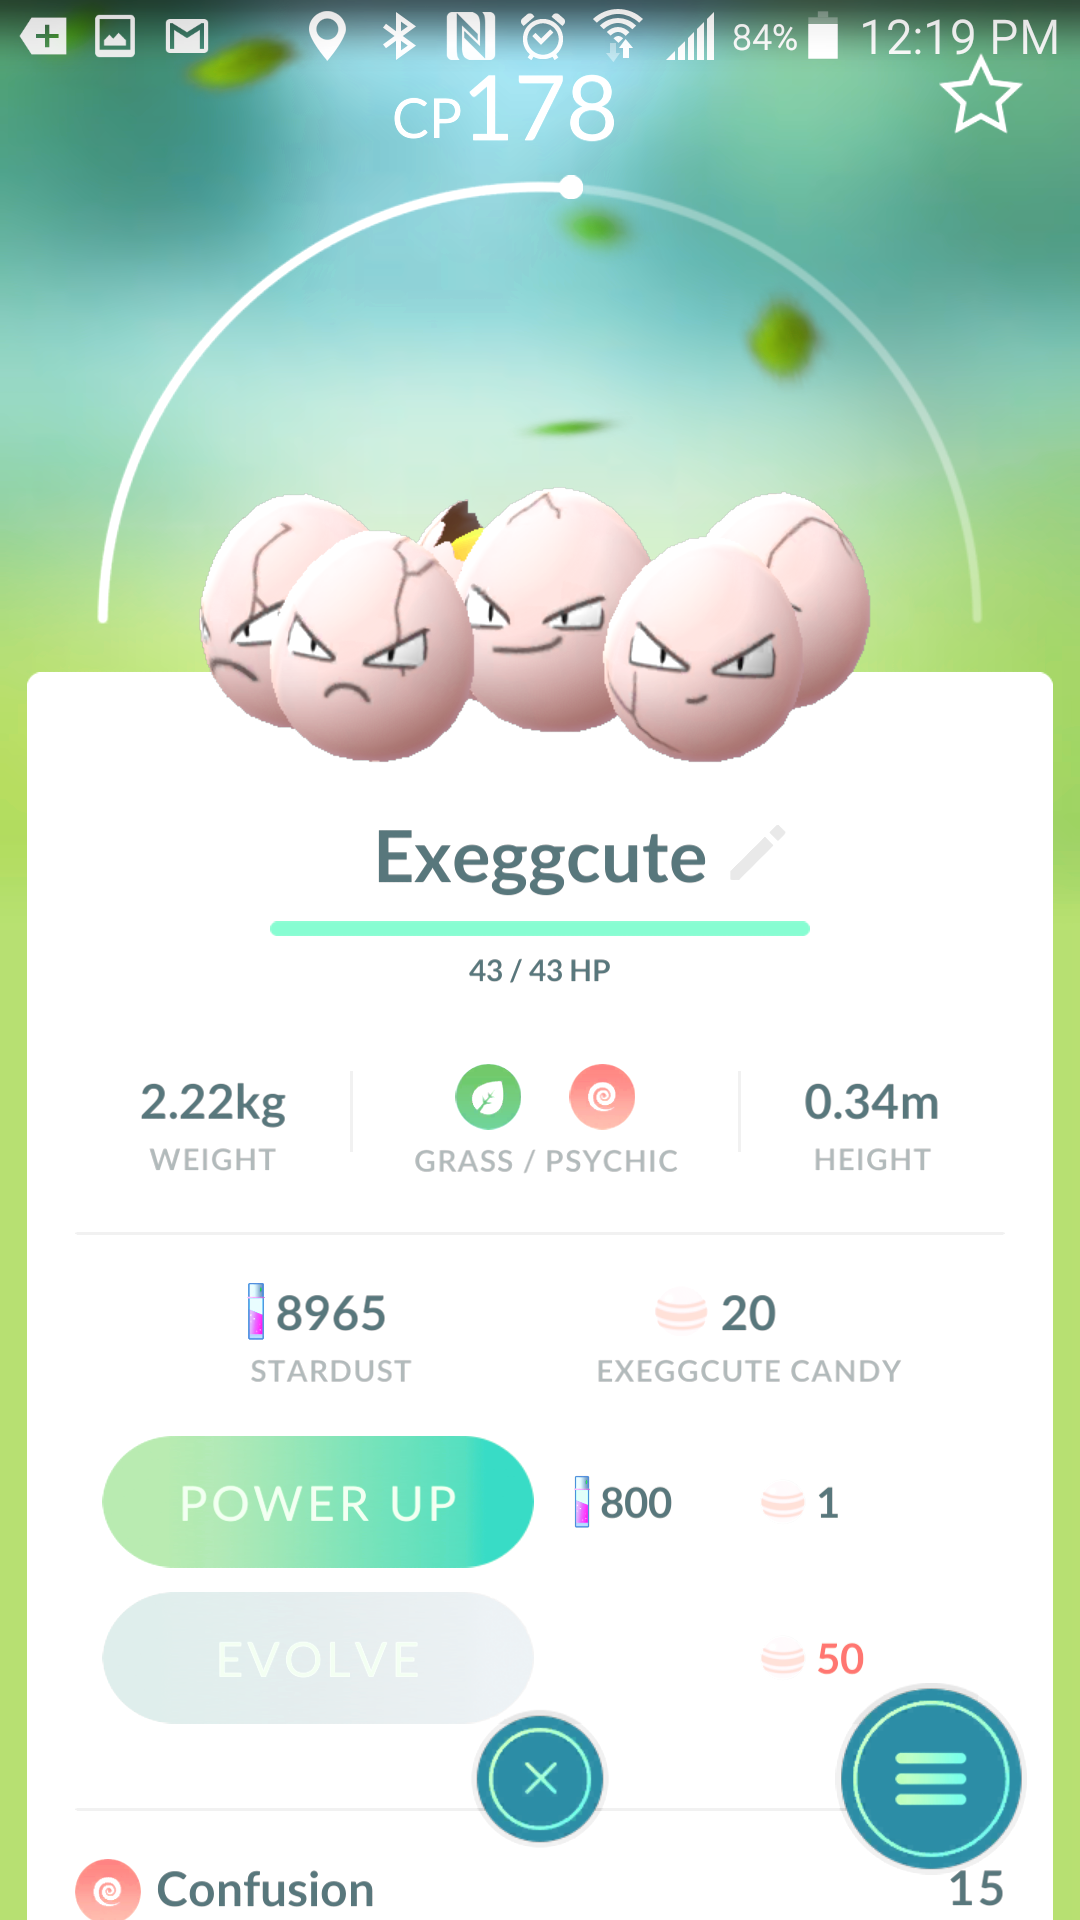 84% 12:19 PM
CP178
Exeggcute
43 / 43 HP
2.22kg
WEIGHT
GRASS / PSYCHIC
0.34m
HEIGHT
8965
STARDUST
20
EXEGGCUTE CANDY
POWER UP 800 1
EVOLVE 50
Confusion 15